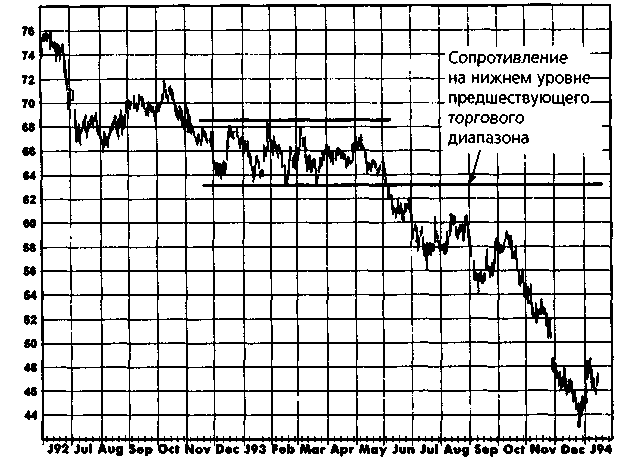 76
74
72
70
68
66
64
62
60
58
56
54
52
50
48
46
44
Сопротивление
на нижнем уровне
предшествующего
торгового
диапазона
J92 Jul Aug Sep Oct Nov Dec J93 Feb Mar Apr May Jun Jul Aug Sep Oct Nov Dec J94